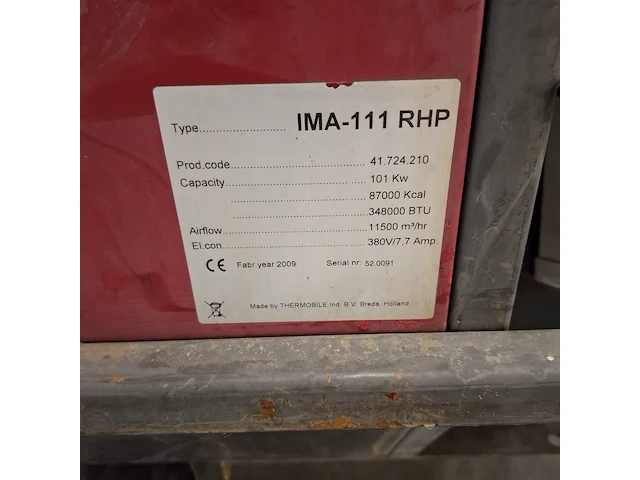 Type..................... IMA-111 RHP
Prod.code................................ 41.724.210
Capacity................................. 101 Kw
................................ 87000 Kcal
................................ 348000 BTU
Airflow.................................. 11500 m³/hr
El.con................................... 380V/7,7 Amp.
CE Fabr.year 2009 Serial nr: 52.0091
Made by THERMOBILE Ind. B.V. Breda, Holland.